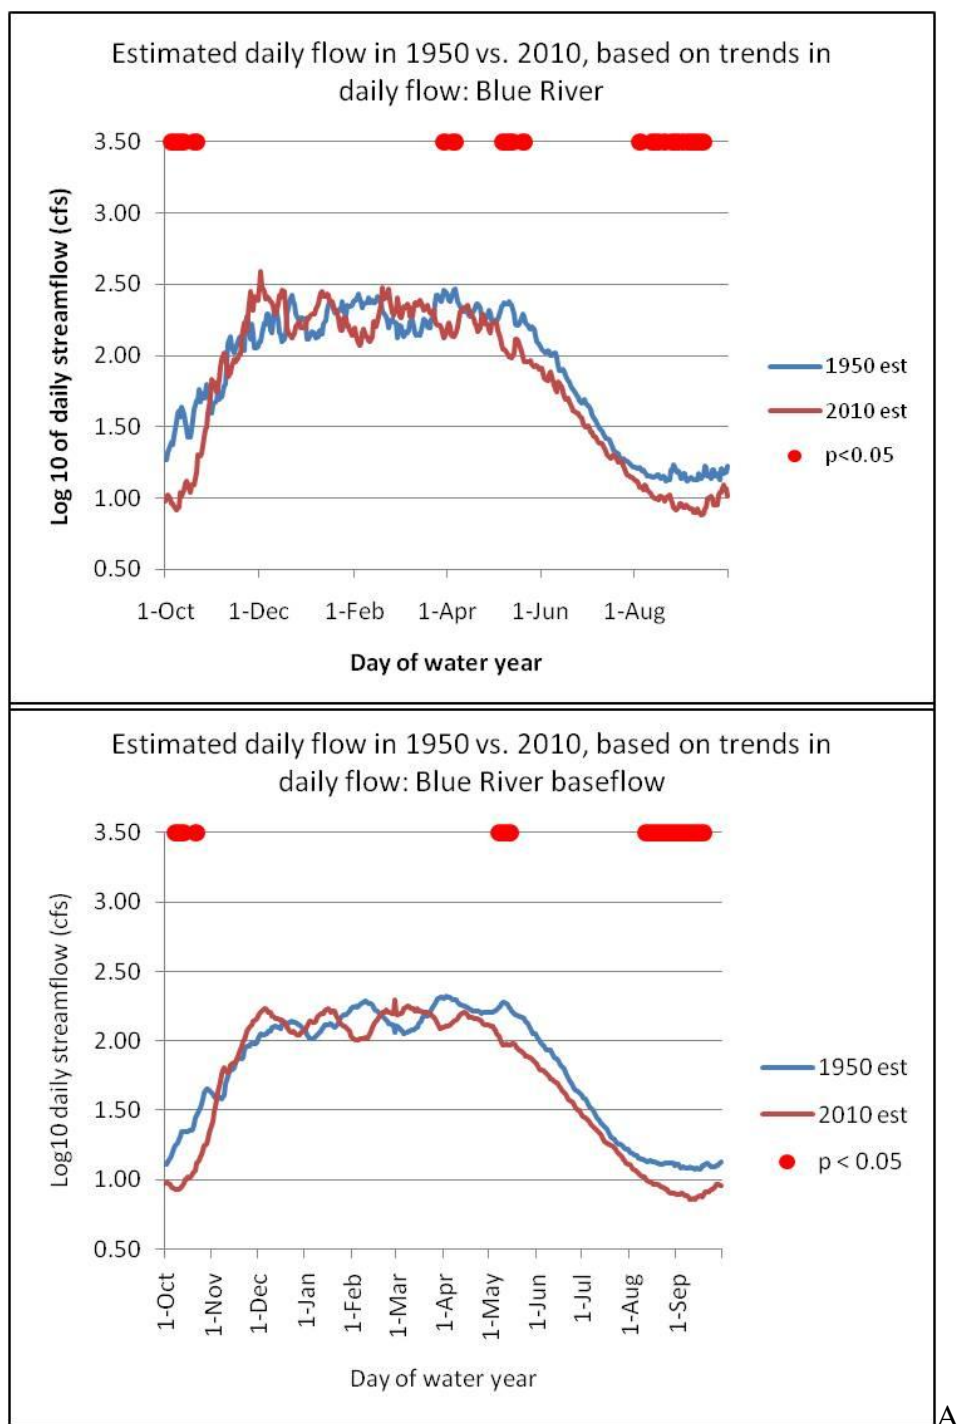 Estimated daily flow in 1950 vs. 2010, based on trends in
daily flow: Blue River
3.50
3.00
2.50
2.00
1.50
1.00
0.50
Log 10 of daily streamflow (cfs)
1-Oct 1-Dec 1-Feb 1-Apr 1-Jun 1-Aug
Day of water year
1950 est
2010 est
p<0.05
Estimated daily flow in 1950 vs. 2010, based on trends in
daily flow: Blue River baseflow
3.50
3.00
2.50
2.00
1.50
1.00
0.50
Log10 daily streamflow (cfs)
1-Oct
1-Nov
1-Dec
1-Jan
1-Feb
1-Mar
1-Apr
1-May
1-Jun
1-Jul
1-Aug
1-Sep
Day of water year
1950 est
2010 est
p < 0.05
A